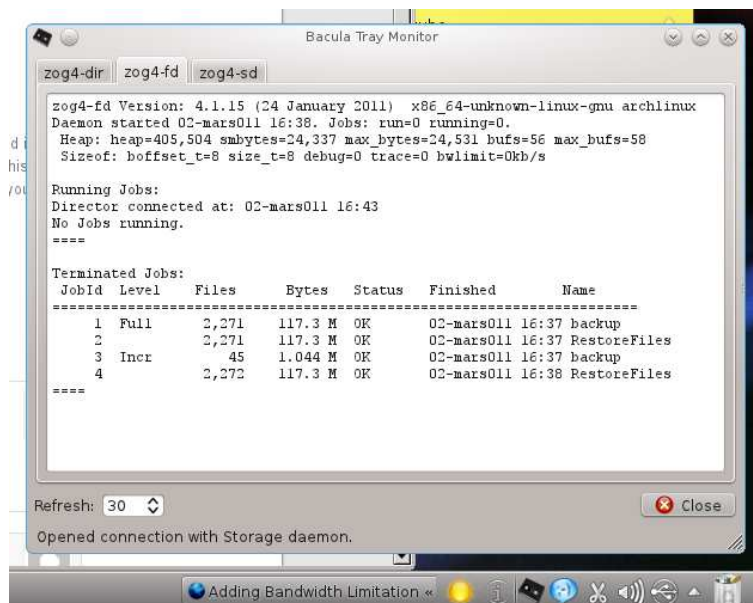 Bacula Tray Monitor
zog4-dir zog4-fd zog4-sd
zog4-fd Version: 4.1.15 (24 January 2011)  x86_64-unknown-linux-gnu archlinux
Daemon started 02-mars011 16:38. Jobs: run=0 running=0.
Heap: heap=405,504 smbytes=24,337 max_bytes=24,531 bufs=56 max_bufs=58
Sizeof: boffset_t=8 size_t=8 debug=0 trace=0 bwlimit=0kb/s
Running Jobs:
Director connected at: 02-mars011 16:43
No Jobs running.
====
Terminated Jobs:
JobId  Level    Files      Bytes   Status   Finished        Name
======================================================================
1  Full      2,271    117.3 M  OK       02-mars011 16:37 backup
2            2,271    117.3 M  OK       02-mars011 16:37 RestoreFiles
3  Incr         45    1.044 M  OK       02-mars011 16:37 backup
4            2,272    117.3 M  OK       02-mars011 16:38 RestoreFiles
====
Refresh: 30
Close
Opened connection with Storage daemon.
Adding Bandwidth Limitation «